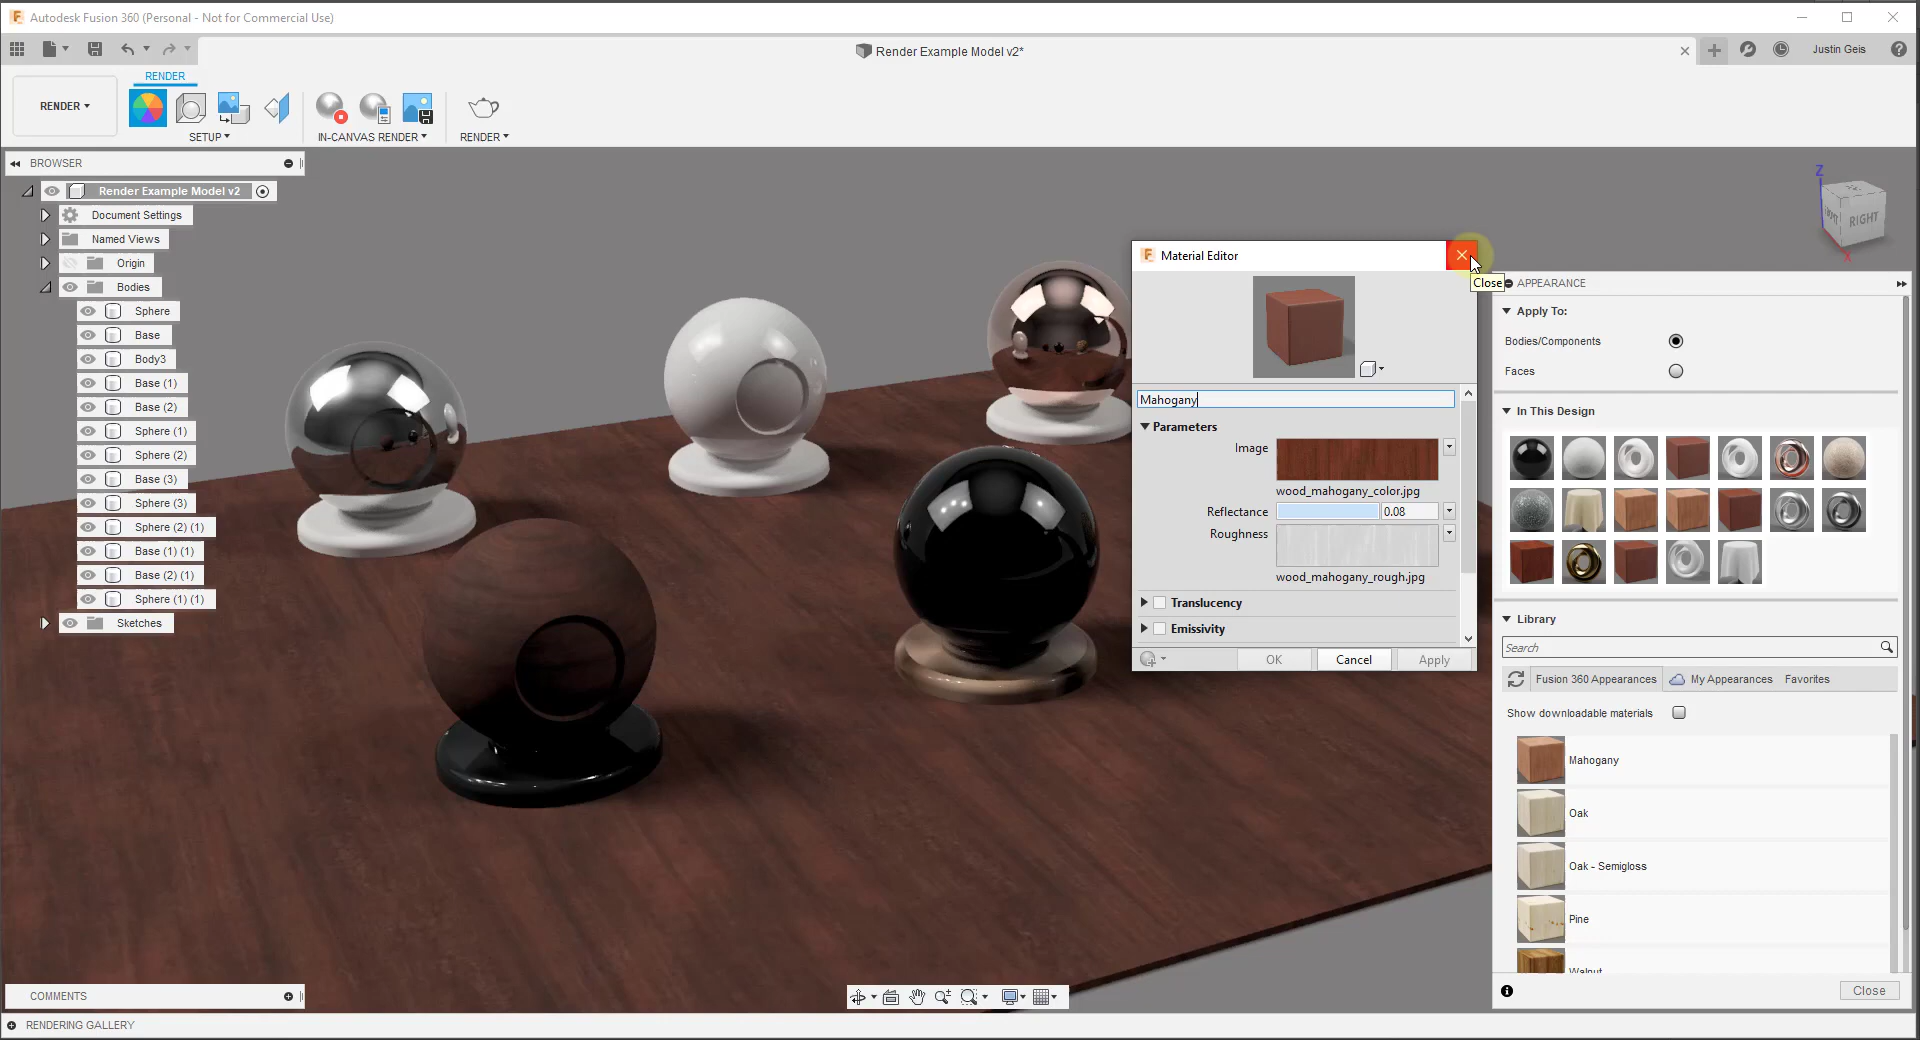 Autodesk Fusion 360 (Personal - Not for Commercial Use)
Render Example Model v2*
Justin Geis
RENDER
RENDER
SETUP
IN-CANVAS RENDER
RENDER
BROWSER
Render Example Model v2
Document Settings
Named Views
Origin
Bodies
Sphere
Base
Body3
Base (1)
Base (2)
Sphere (1)
Sphere (2)
Base (3)
Sphere (3)
Sphere (2) (1)
Base (1) (1)
Base (2) (1)
Sphere (1) (1)
Sketches
Z
RIGHT
X
Material Editor
Close
Mahogany
Parameters
Image
wood_mahogany_color.jpg
Reflectance
0.08
Roughness
wood_mahogany_rough.jpg
Translucency
Emissivity
OK
Cancel
Apply
APPEARANCE
Apply To:
Bodies/Components
Faces
In This Design
Library
Search
Fusion 360 Appearances
My Appearances
Favorites
Show downloadable materials
Mahogany
Oak
Oak - Semigloss
Pine
Walnut
Close
COMMENTS
RENDERING GALLERY